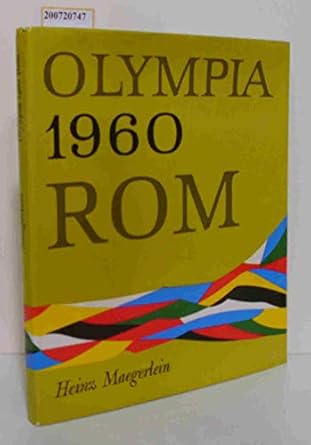 200720747
OLYMPIA
1960
ROM
Heinz Maegerlein